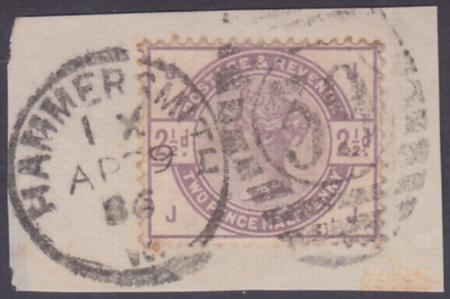 HAMMERSMITH
1 X
AP 9
86
W.
POSTAGE & REVENUE
2½d. 2½d.
TWO PENCE HALFPENNY
J J